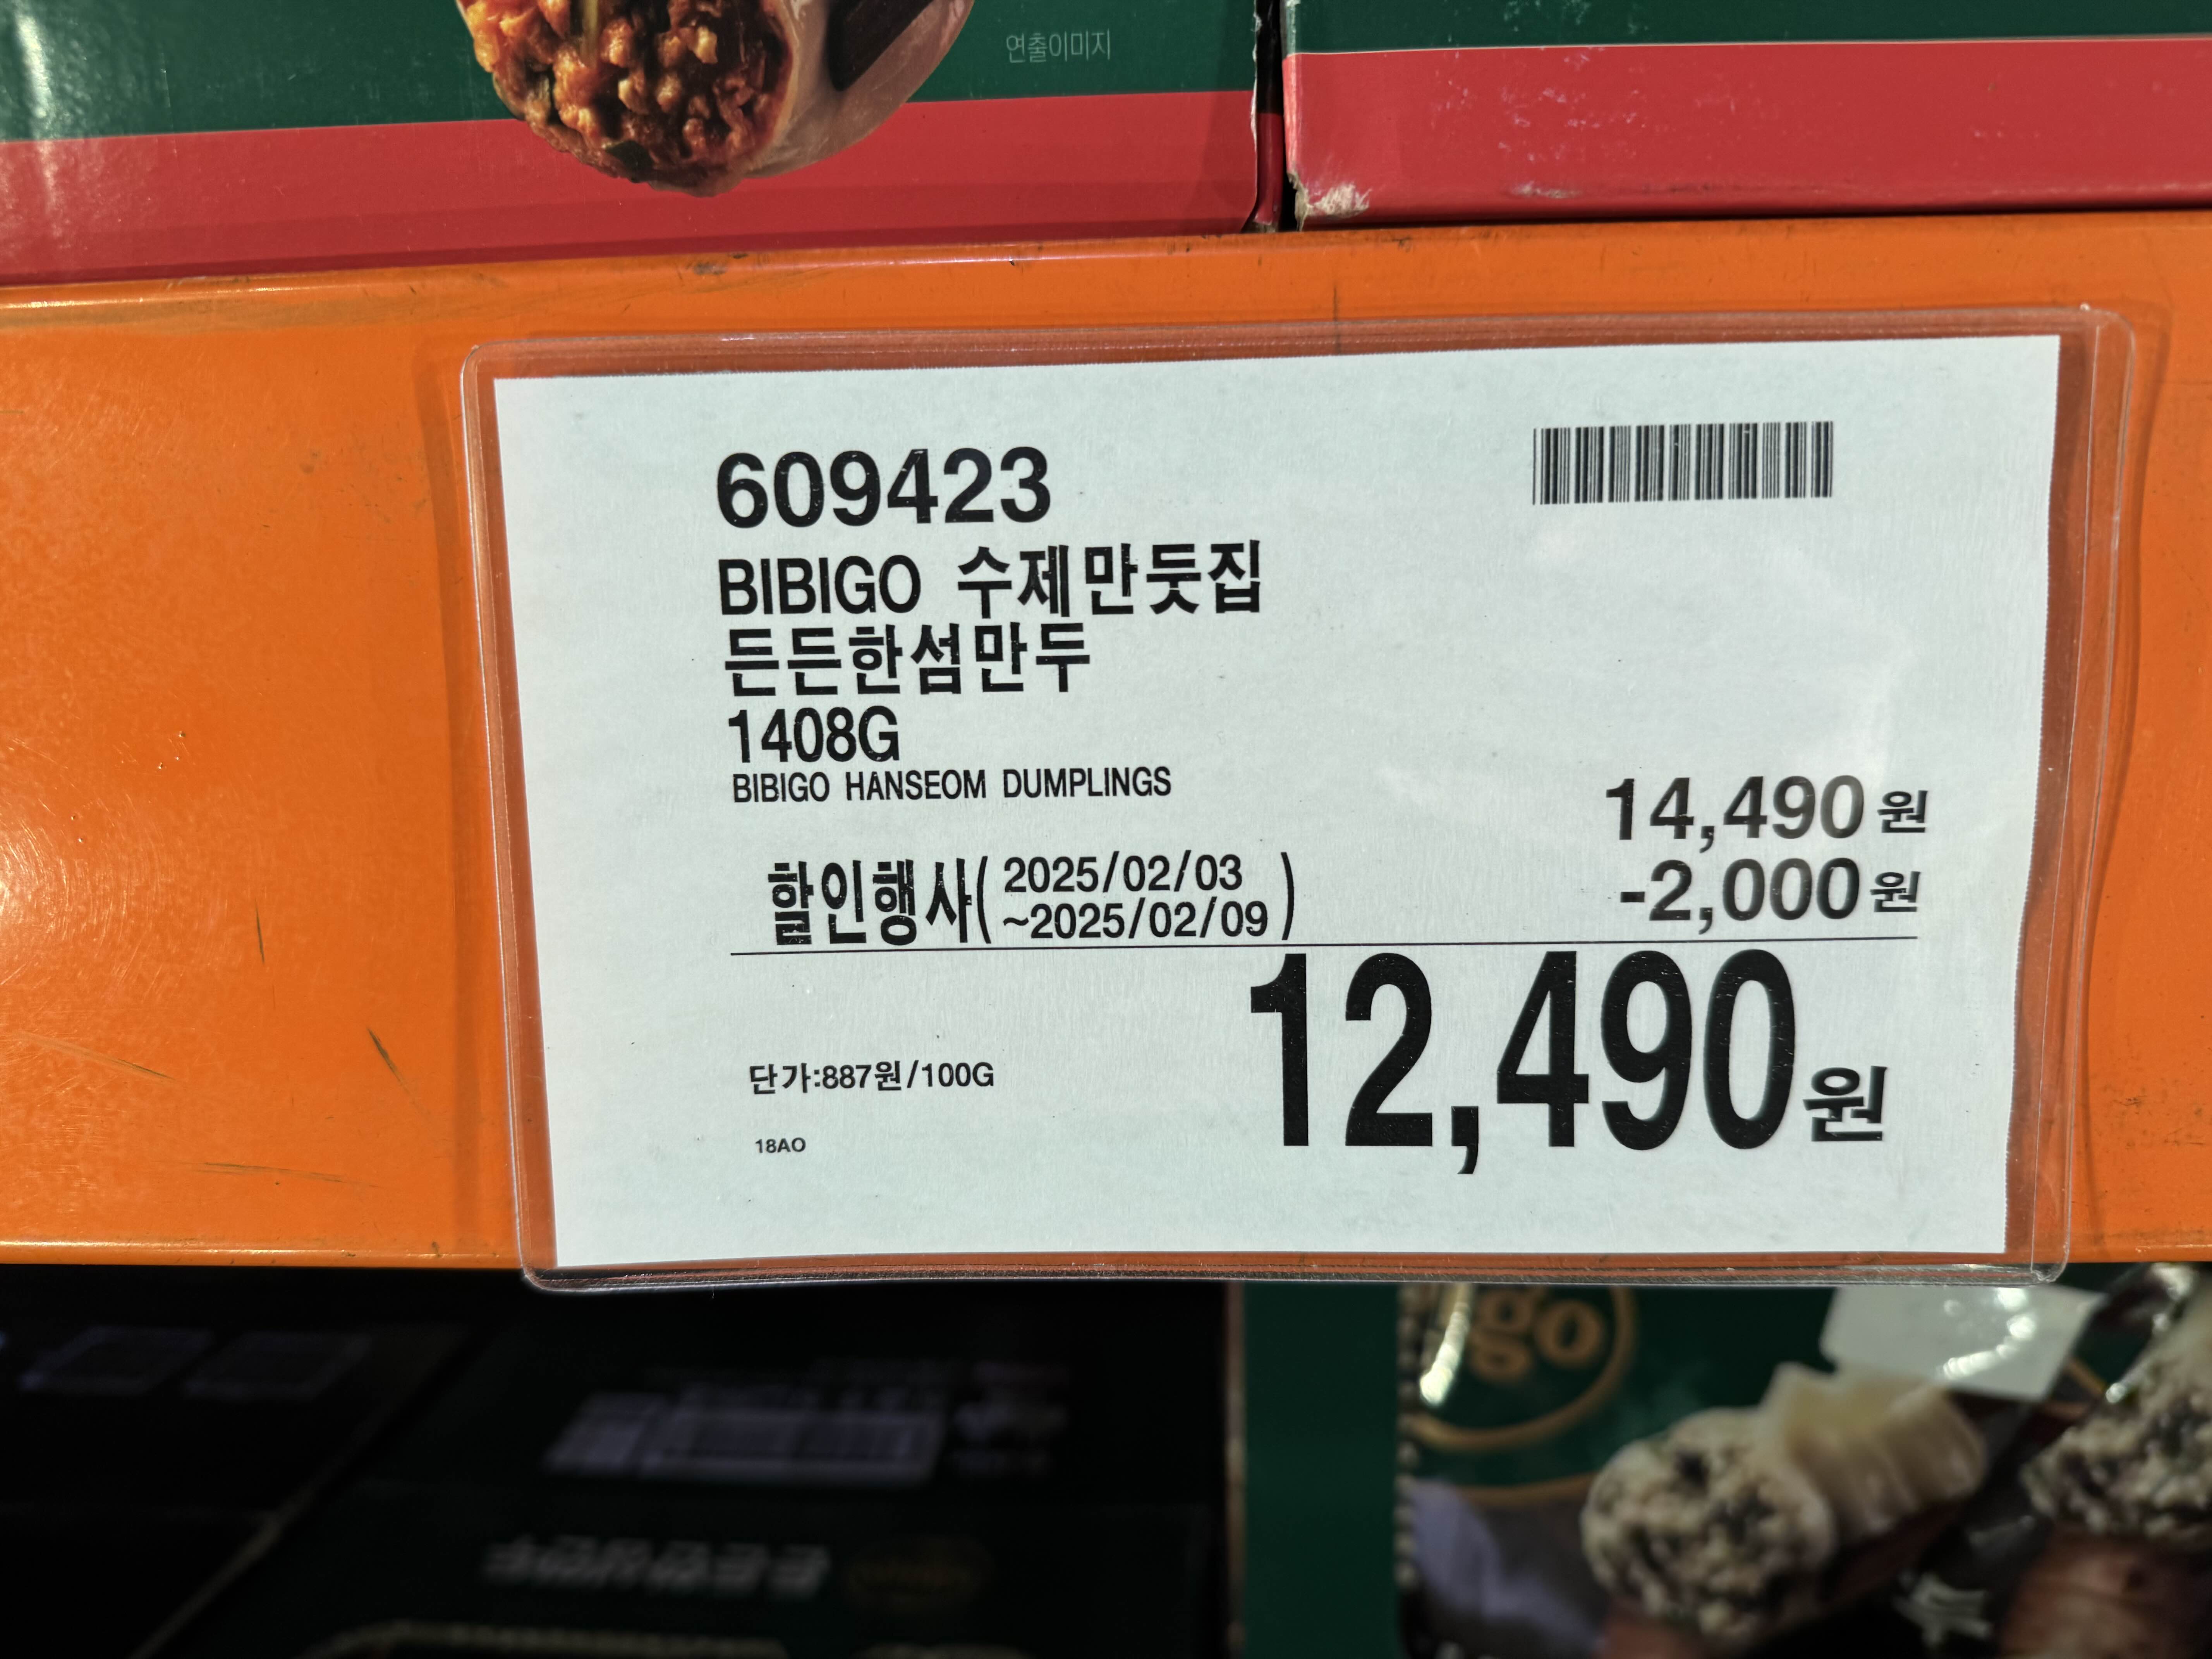 연출이미지
609423
BIBIGO 수제만둣집
든든한섬만두
1408G
BIBIGO HANSEOM DUMPLINGS
14,490원
할인행사( 2025/02/03
~2025/02/09 )
-2,000원
12,490원
단가:887원/100G
18AO
go